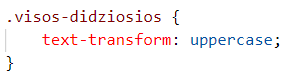 .visos-didziosios {
    text-transform: uppercase;
}